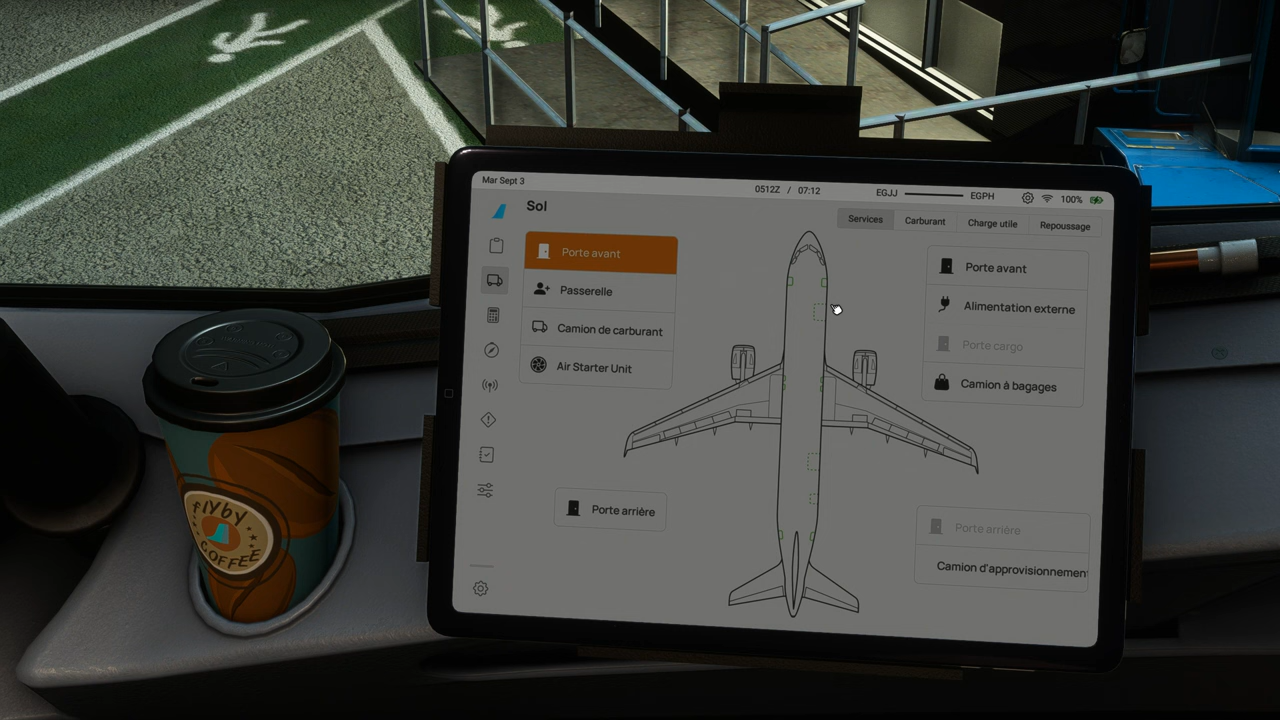 Mar Sept 3
0512Z / 07:12
EGJJ
EGPH
100%
Sol
Services
Carburant
Charge utile
Repoussage
Porte avant
Passerelle
Camion de carburant
Air Starter Unit
Porte avant
Alimentation externe
Porte cargo
Camion à bagages
Porte arrière
Porte arrière
Camion d'approvisionnemen
flyby
COFFEE